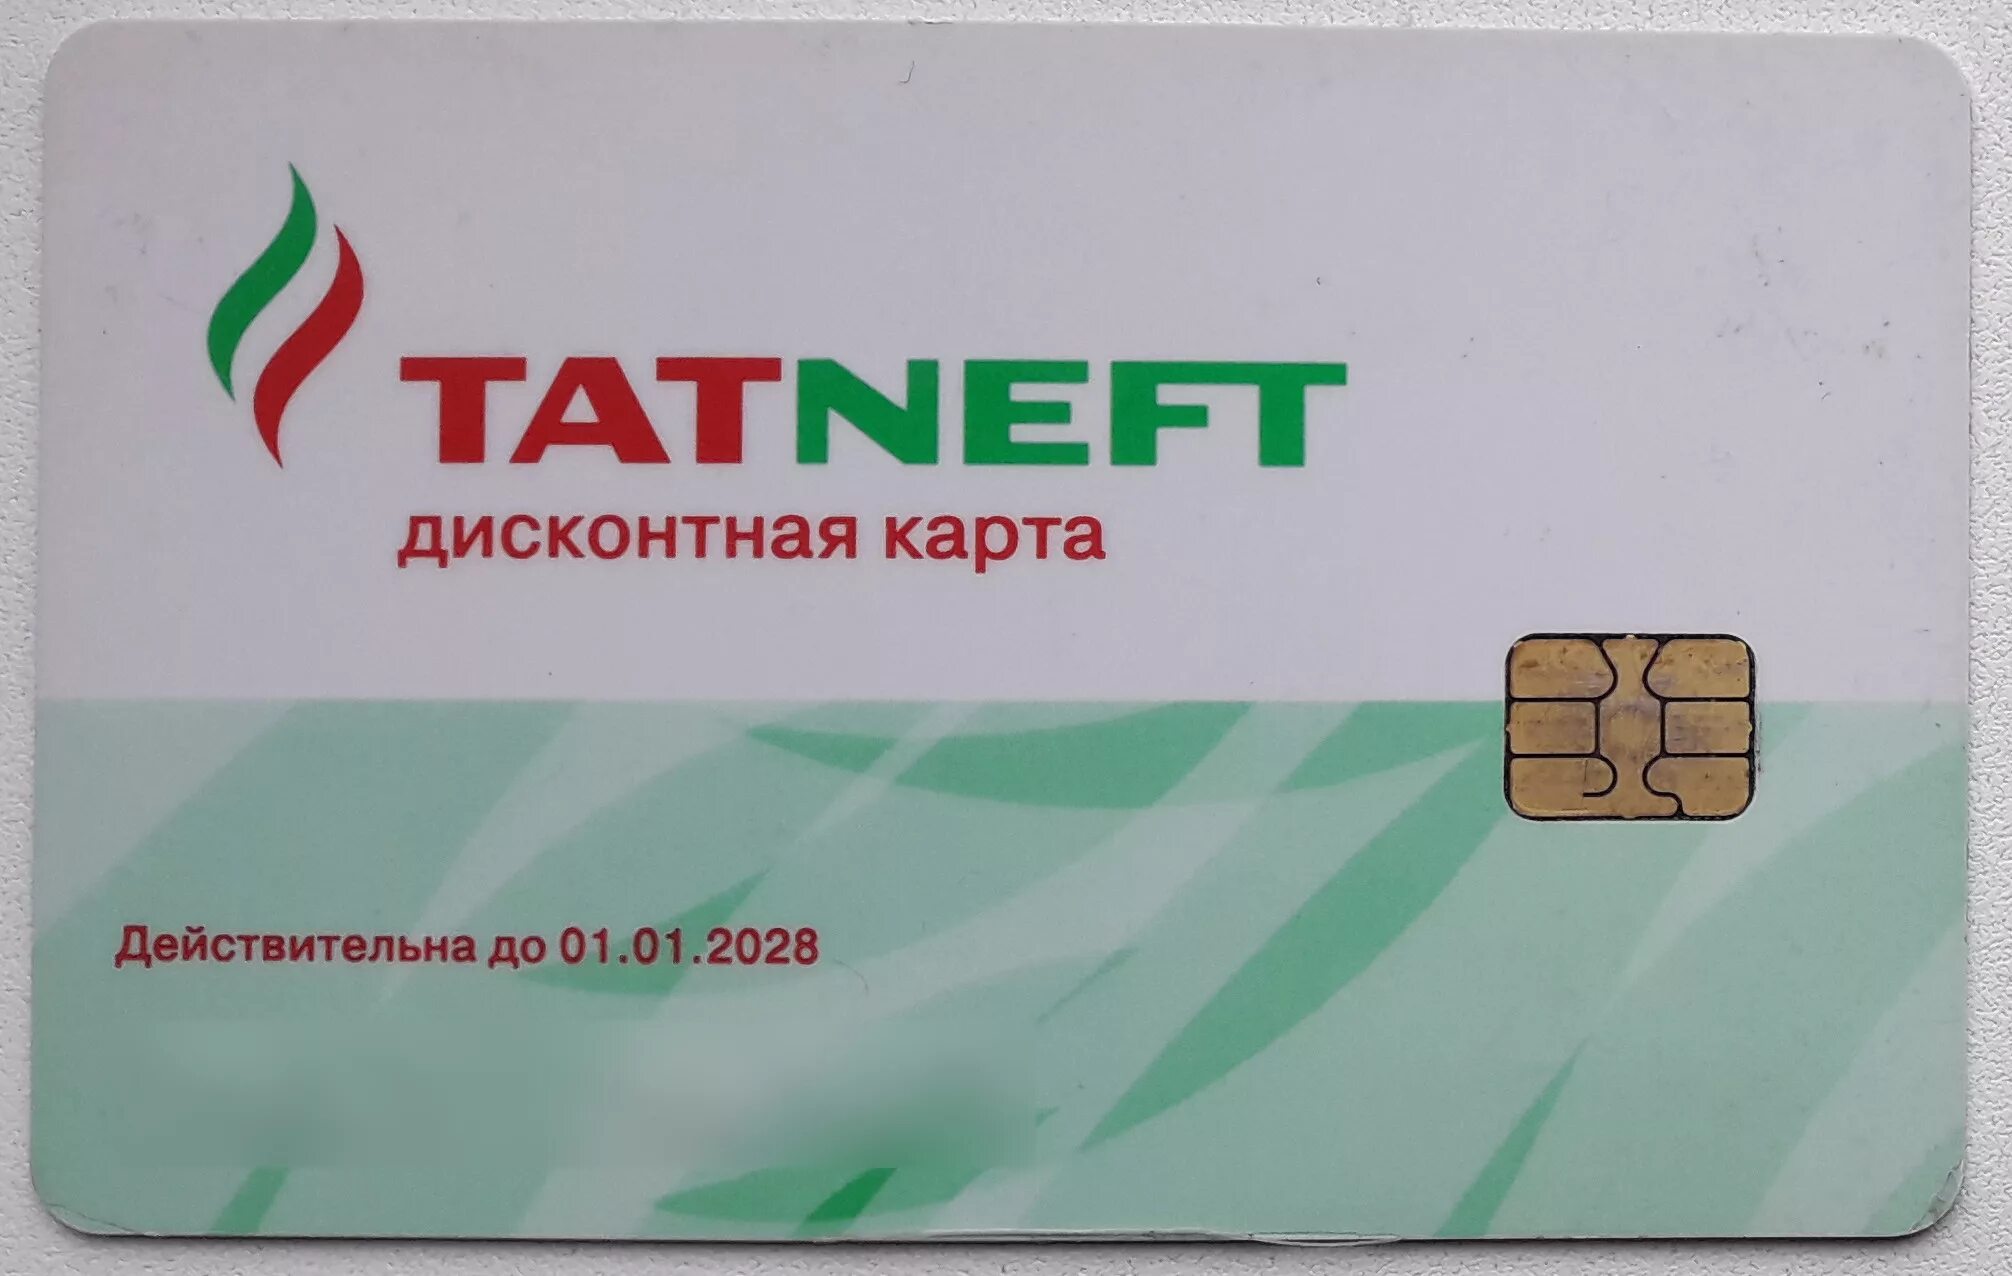 TATNEFT
дисконтная карта
Действительна до 01.01.2028